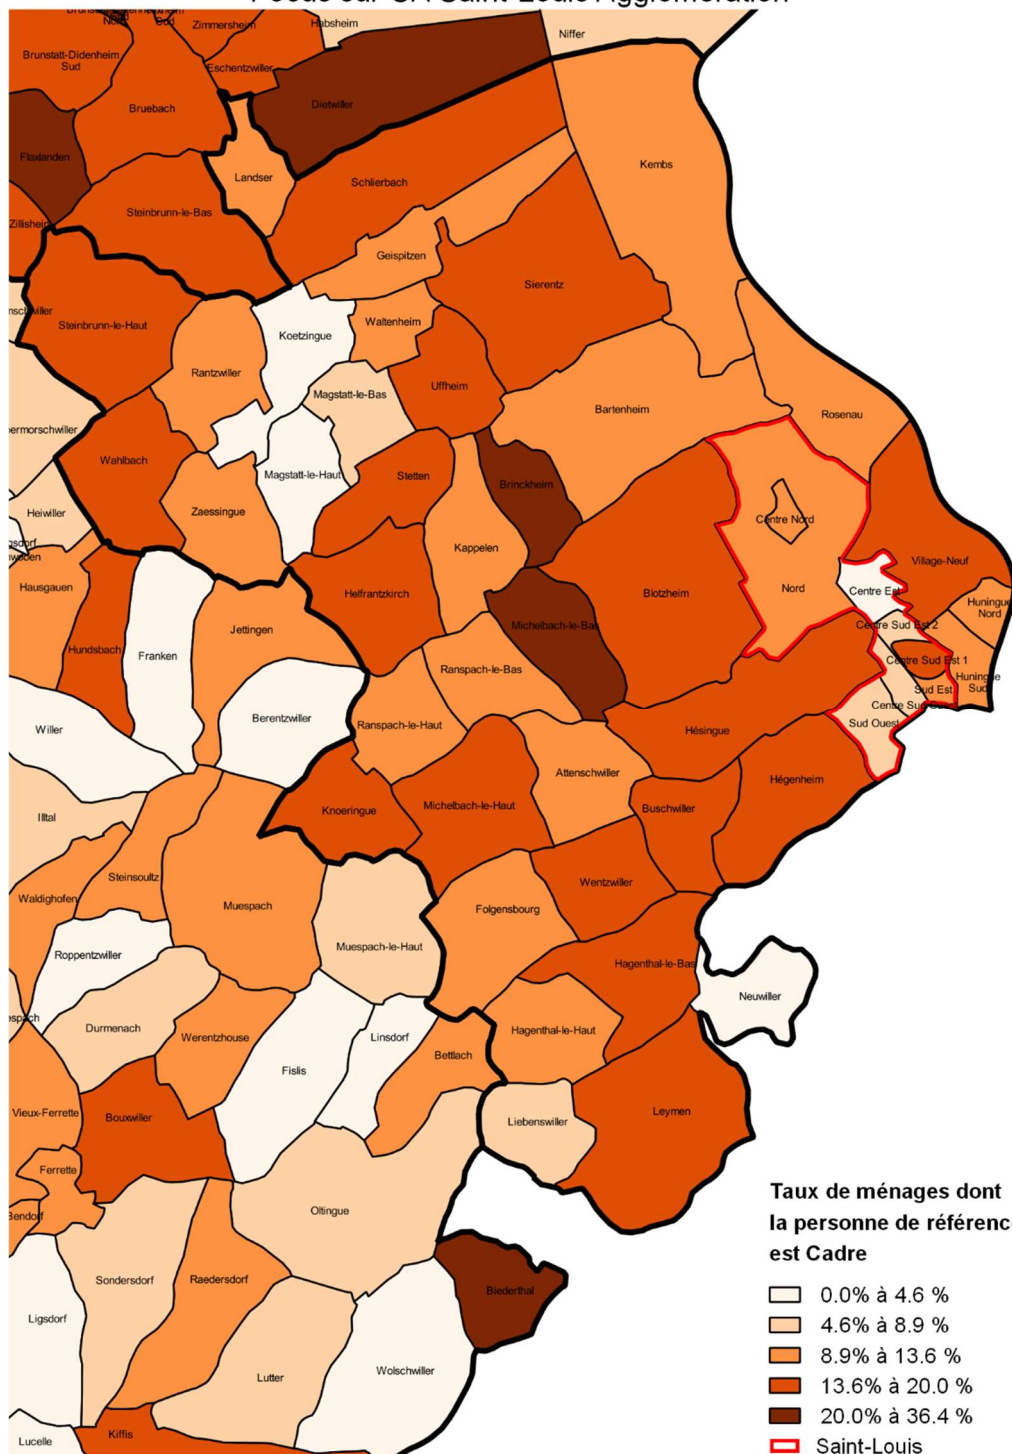 Focus sur CA Saint-Louis Agglomération
Habsheim
Niffer
Zimmersheim
Sud
Nord
Brunstatt-Didenheim
Sud
Eschentzwiller
Dietwiller
Bruebach
Kembs
Flaxlanden
Landser
Schlierbach
Steinbrunn-le-Bas
Zillishei
Geispitzen
Sierentz
Steinbrunn-le-Haut
Waltenheim
Koetzingue
Rantzwiller
Uffheim
Magstatt-le-Bas
Bartenheim
Rosenau
ermorschwiller
Wahlbach
Stetten
Magstatt-le-Haut
Brinckheim
Heiwiller
Zaessingue
Centre Nord
Kappelen
Village-Neuf
Hausgauen
Nord
Centre Est
Helfrantzkirch
Blotzheim
Huningue
Nord
Jettingen
Michelbach-le-Bas
Centre Sud Est 2
Hundsbach
Franken
Centre Sud Est 1
Ranspach-le-Bas
Huningue
Sud
Sud Est
Berentzwiller
Ranspach-le-Haut
Sud Ouest
Willer
Hésingue
Attenschwiller
Hégenheim
Knoeringue
Michelbach-le-Haut
Buschwiller
Illtal
Steinsoultz
Wentzwiller
Waldighofen
Muespach
Folgensbourg
Roppentzwiller
Muespach-le-Haut
Hagenthal-le-Bas
Neuwiller
Durmenach
Werentzhouse
Linsdorf
Hagenthal-le-Haut
Bettlach
Fislis
Vieux-Ferrette
Bouxwiller
Leymen
Liebenswiller
Ferrette
Oltingue
Bendorf
Sondersdorf
Raedersdorf
Biederthal
Ligsdorf
Wolschwiller
Lutter
Kiffis
Lucelle
Taux de ménages dont
la personne de référenc
est Cadre
0.0% à 4.6 %
4.6% à 8.9 %
8.9% à 13.6 %
13.6% à 20.0 %
20.0% à 36.4 %
Saint-Louis